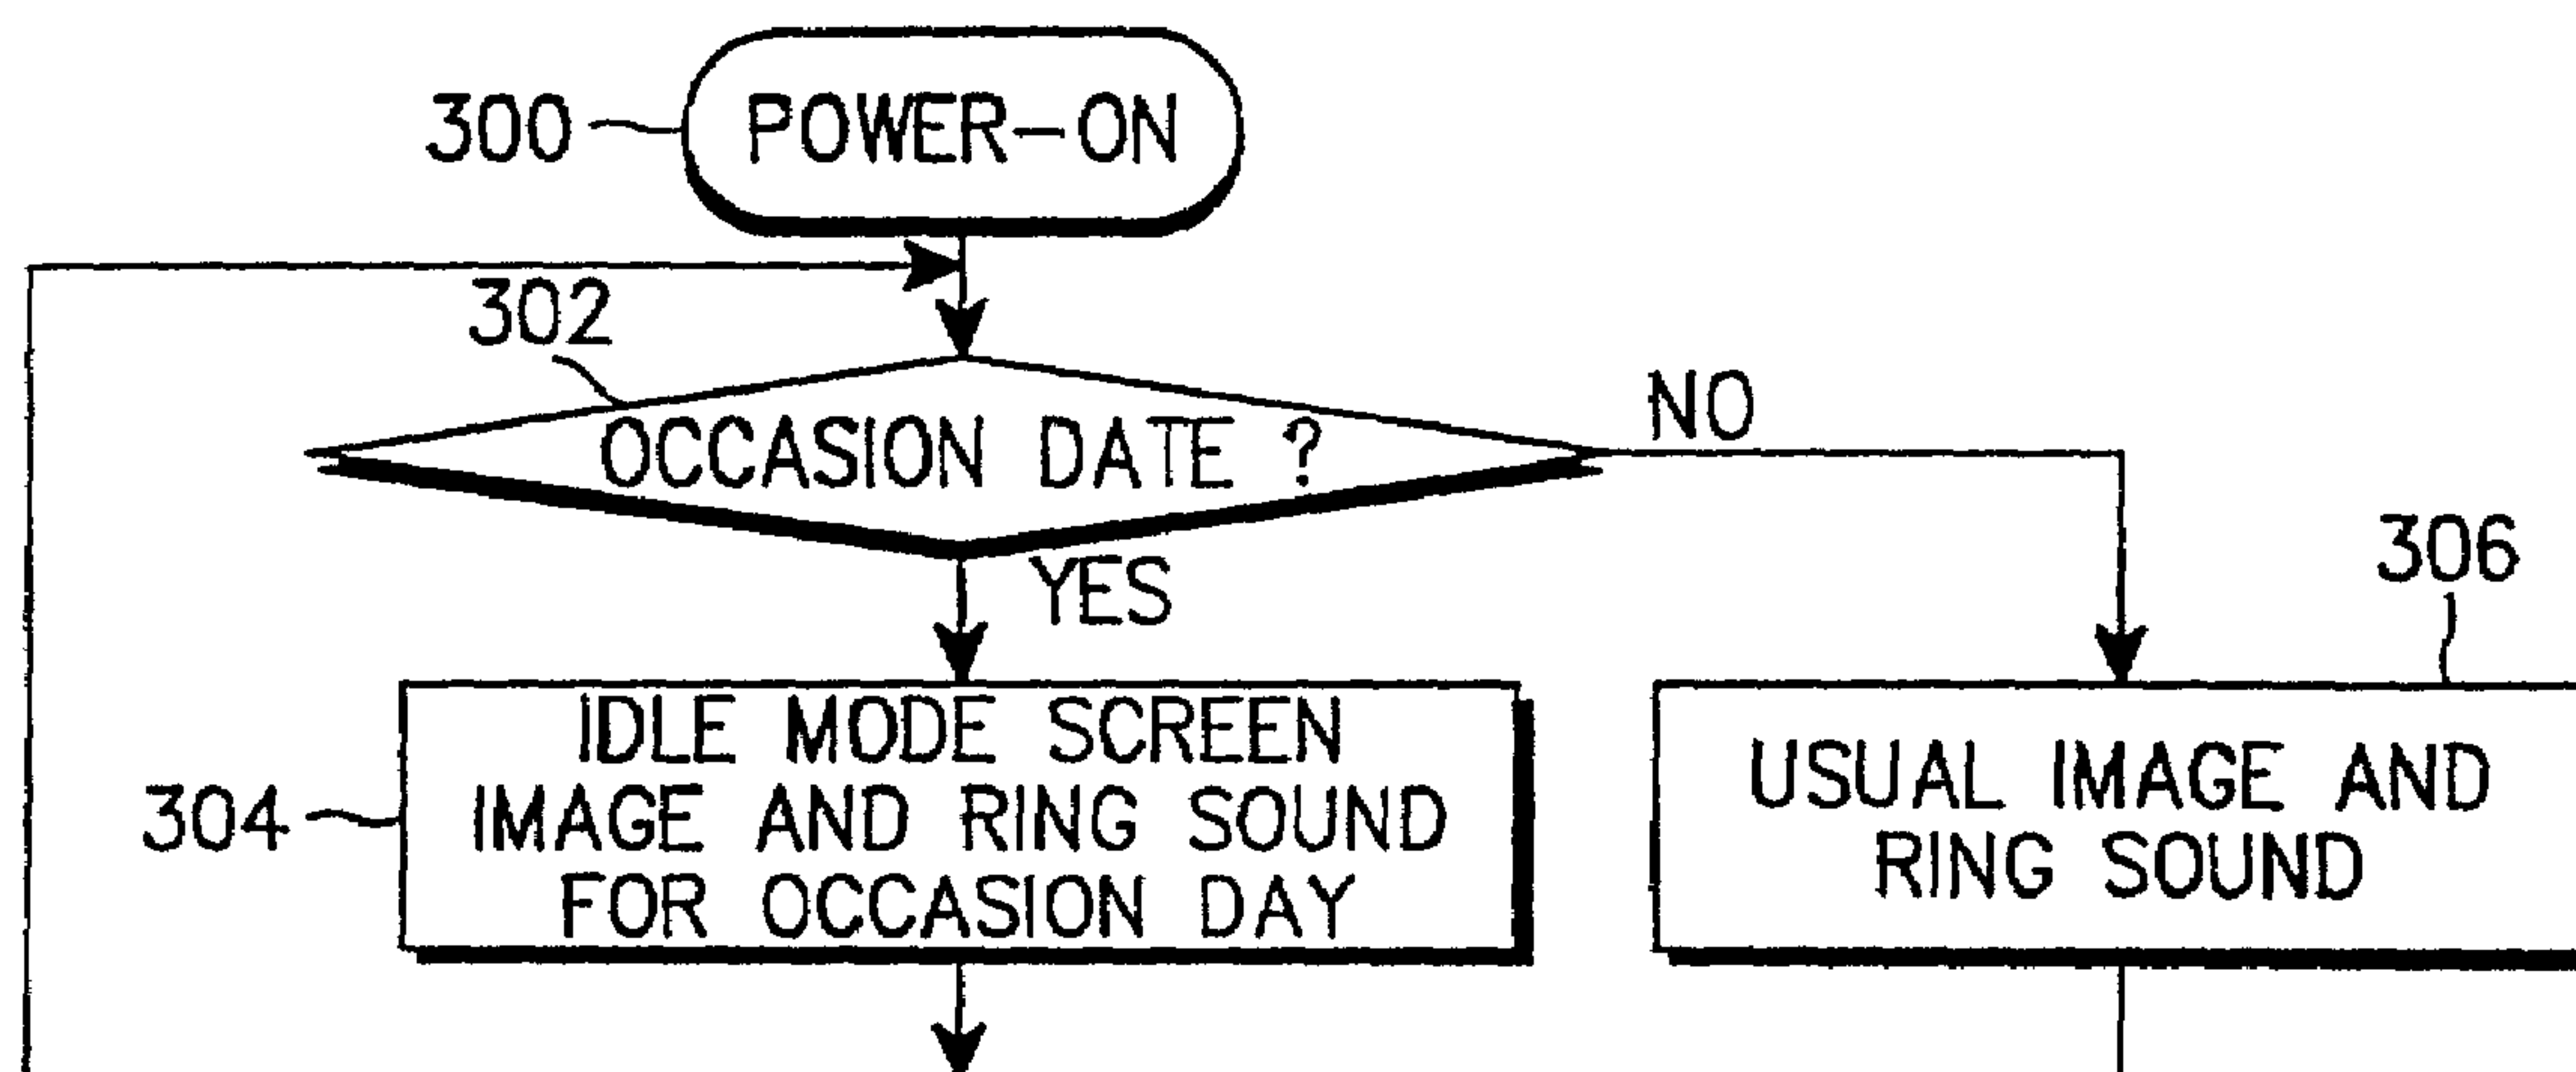 300
POWER-ON
302
OCCASION DATE ?
NO
YES
306
304
IDLE MODE SCREEN
IMAGE AND RING SOUND
FOR OCCASION DAY
USUAL IMAGE AND
RING SOUND